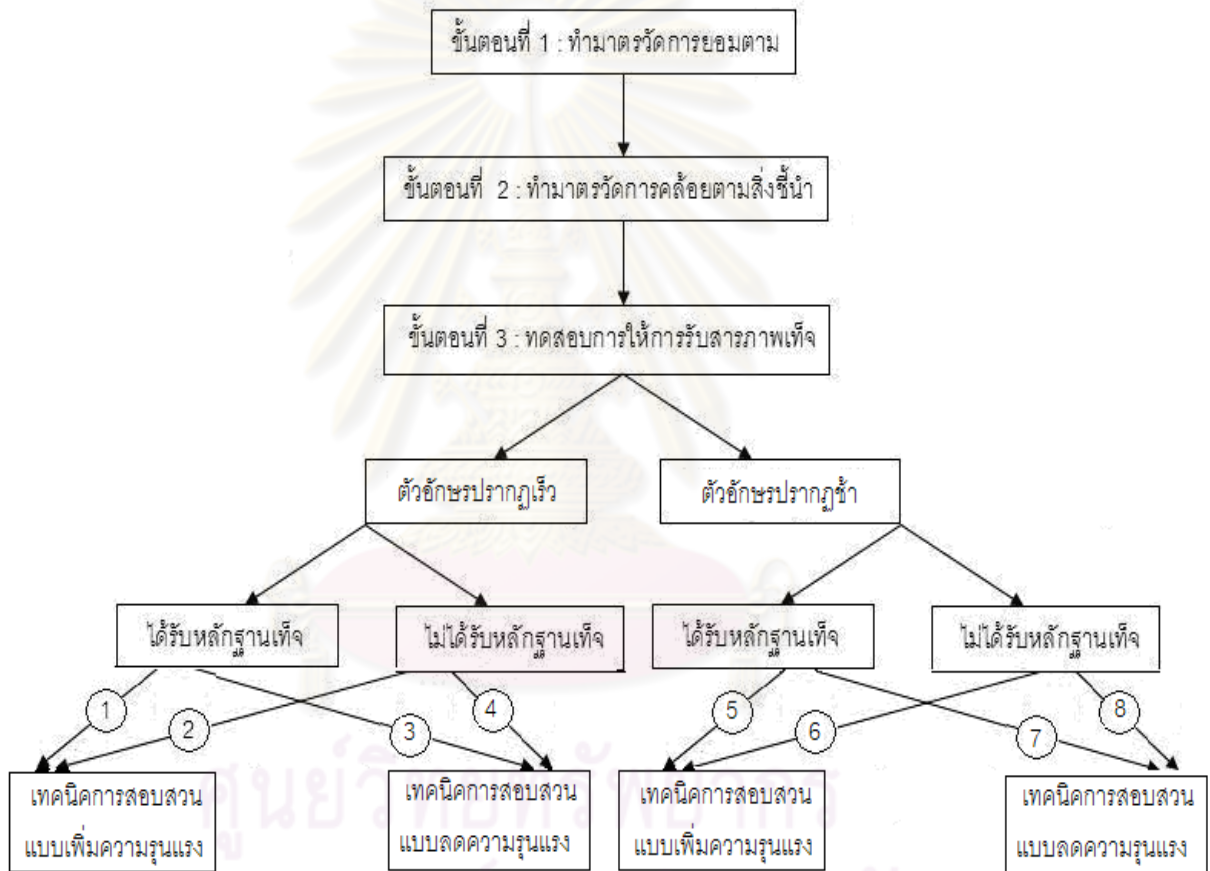 ขั้นตอนที่ 1 : ทำมาตรวัดการยอมตาม
ขั้นตอนที่ 2 : ทำมาตรวัดการคล้อยตามสิ่งชี้นำ
ขั้นตอนที่ 3 : ทดสอบการให้การรับสารภาพเท็จ
ตัวอักษรปรากฏเร็ว
ตัวอักษรปรากฏช้า
ได้รับหลักฐานเท็จ
ไม่ได้รับหลักฐานเท็จ
ได้รับหลักฐานเท็จ
ไม่ได้รับหลักฐานเท็จ
1
2
3
4
5
6
7
8
เทคนิคการสอบสวน
แบบเพิ่มความรุนแรง
เทคนิคการสอบสวน
แบบลดความรุนแรง
เทคนิคการสอบสวน
แบบเพิ่มความรุนแรง
เทคนิคการสอบสวน
แบบลดความรุนแรง
ศูนย์วิทยทรัพยากร